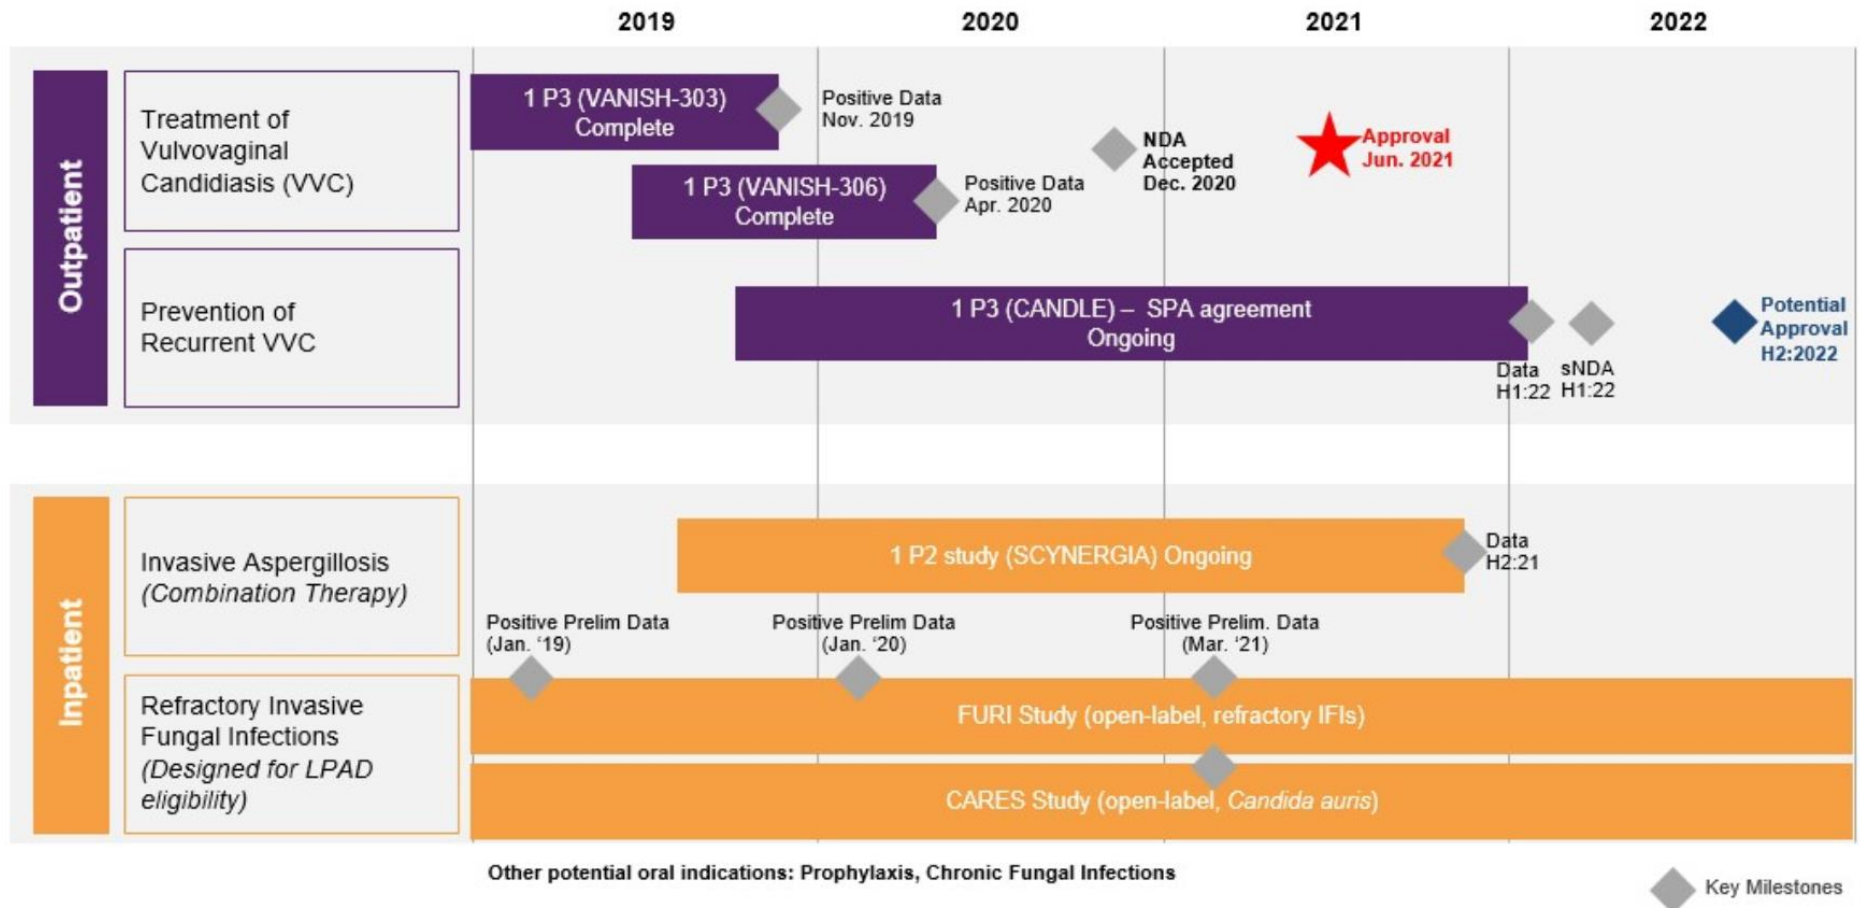 2019
2020
2021
2022
Outpatient
Treatment of
Vulvovaginal
Candidiasis (VVC)
1 P3 (VANISH-303)
Complete
Positive Data
Nov. 2019
1 P3 (VANISH-306)
Complete
Positive Data
Apr. 2020
NDA
Accepted
Dec. 2020
Approval
Jun. 2021
Prevention of
Recurrent VVC
1 P3 (CANDLE) – SPA agreement
Ongoing
Data
H1:22
sNDA
H1:22
Potential
Approval
H2:2022
Inpatient
Invasive Aspergillosis
(Combination Therapy)
1 P2 study (SCYNERGIA) Ongoing
Data
H2:21
Positive Prelim Data
(Jan. ‘19)
Positive Prelim Data
(Jan. ‘20)
Positive Prelim. Data
(Mar. ‘21)
Refractory Invasive
Fungal Infections
(Designed for LPAD
eligibility)
FURI Study (open-label, refractory IFIs)
CARES Study (open-label, Candida auris)
Other potential oral indications: Prophylaxis, Chronic Fungal Infections
Key Milestones